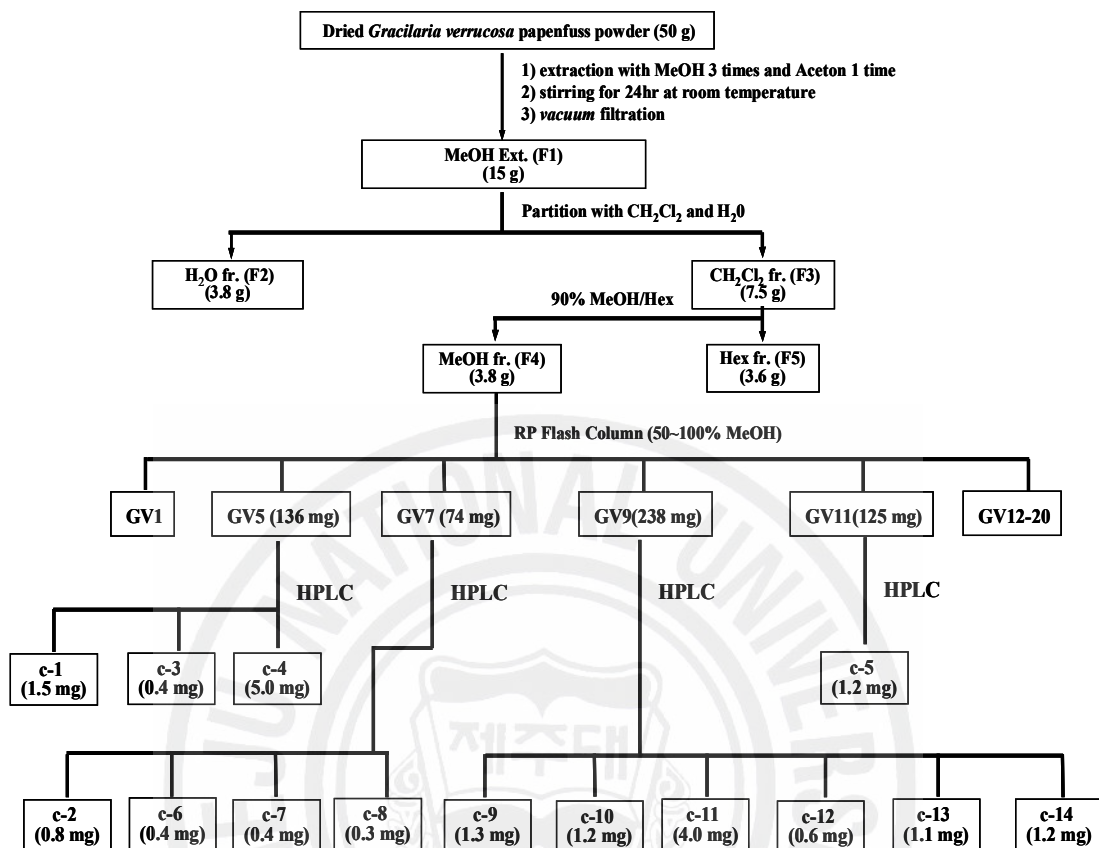 Dried Gracilaria verrucosa papenfuss powder (50 g)
1) extraction with MeOH 3 times and Aceton 1 time
2) stirring for 24hr at room temperature
3) vacuum filtration
MeOH Ext. (F1)
(15 g)
Partition with CH₂Cl₂ and H₂0
H₂O fr. (F2)
(3.8 g)
CH₂Cl₂ fr. (F3)
(7.5 g)
90% MeOH/Hex
MeOH fr. (F4)
(3.8 g)
Hex fr. (F5)
(3.6 g)
RP Flash Column (50~100% MeOH)
GV1
GV5 (136 mg)
GV7 (74 mg)
GV9(238 mg)
GV11(125 mg)
GV12-20
HPLC
HPLC
HPLC
HPLC
c-1
(1.5 mg)
c-3
(0.4 mg)
c-4
(5.0 mg)
c-5
(1.2 mg)
c-2
(0.8 mg)
c-6
(0.4 mg)
c-7
(0.4 mg)
c-8
(0.3 mg)
c-9
(1.3 mg)
c-10
(1.2 mg)
c-11
(4.0 mg)
c-12
(0.6 mg)
c-13
(1.1 mg)
c-14
(1.2 mg)
JEJU NATIONAL UNIVERS
제주대